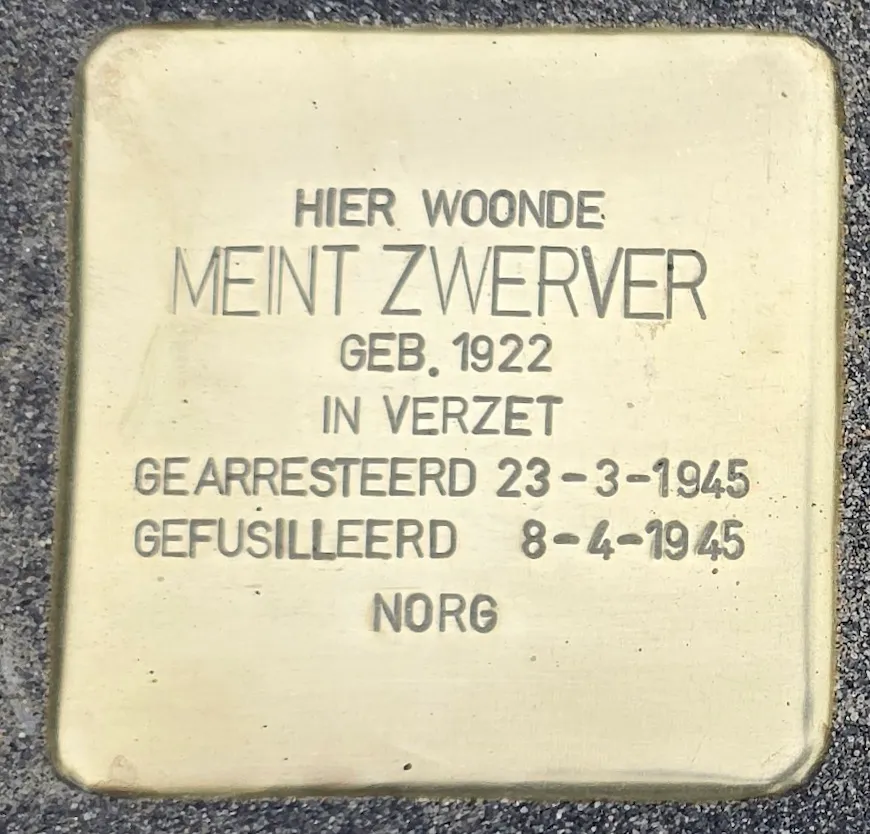 HIER WOONDE
MEINT ZWERVER
GEB. 1922
IN VERZET
GEARRESTEERD 23-3-1945
GEFUSILLEERD 8-4-1945
NORG